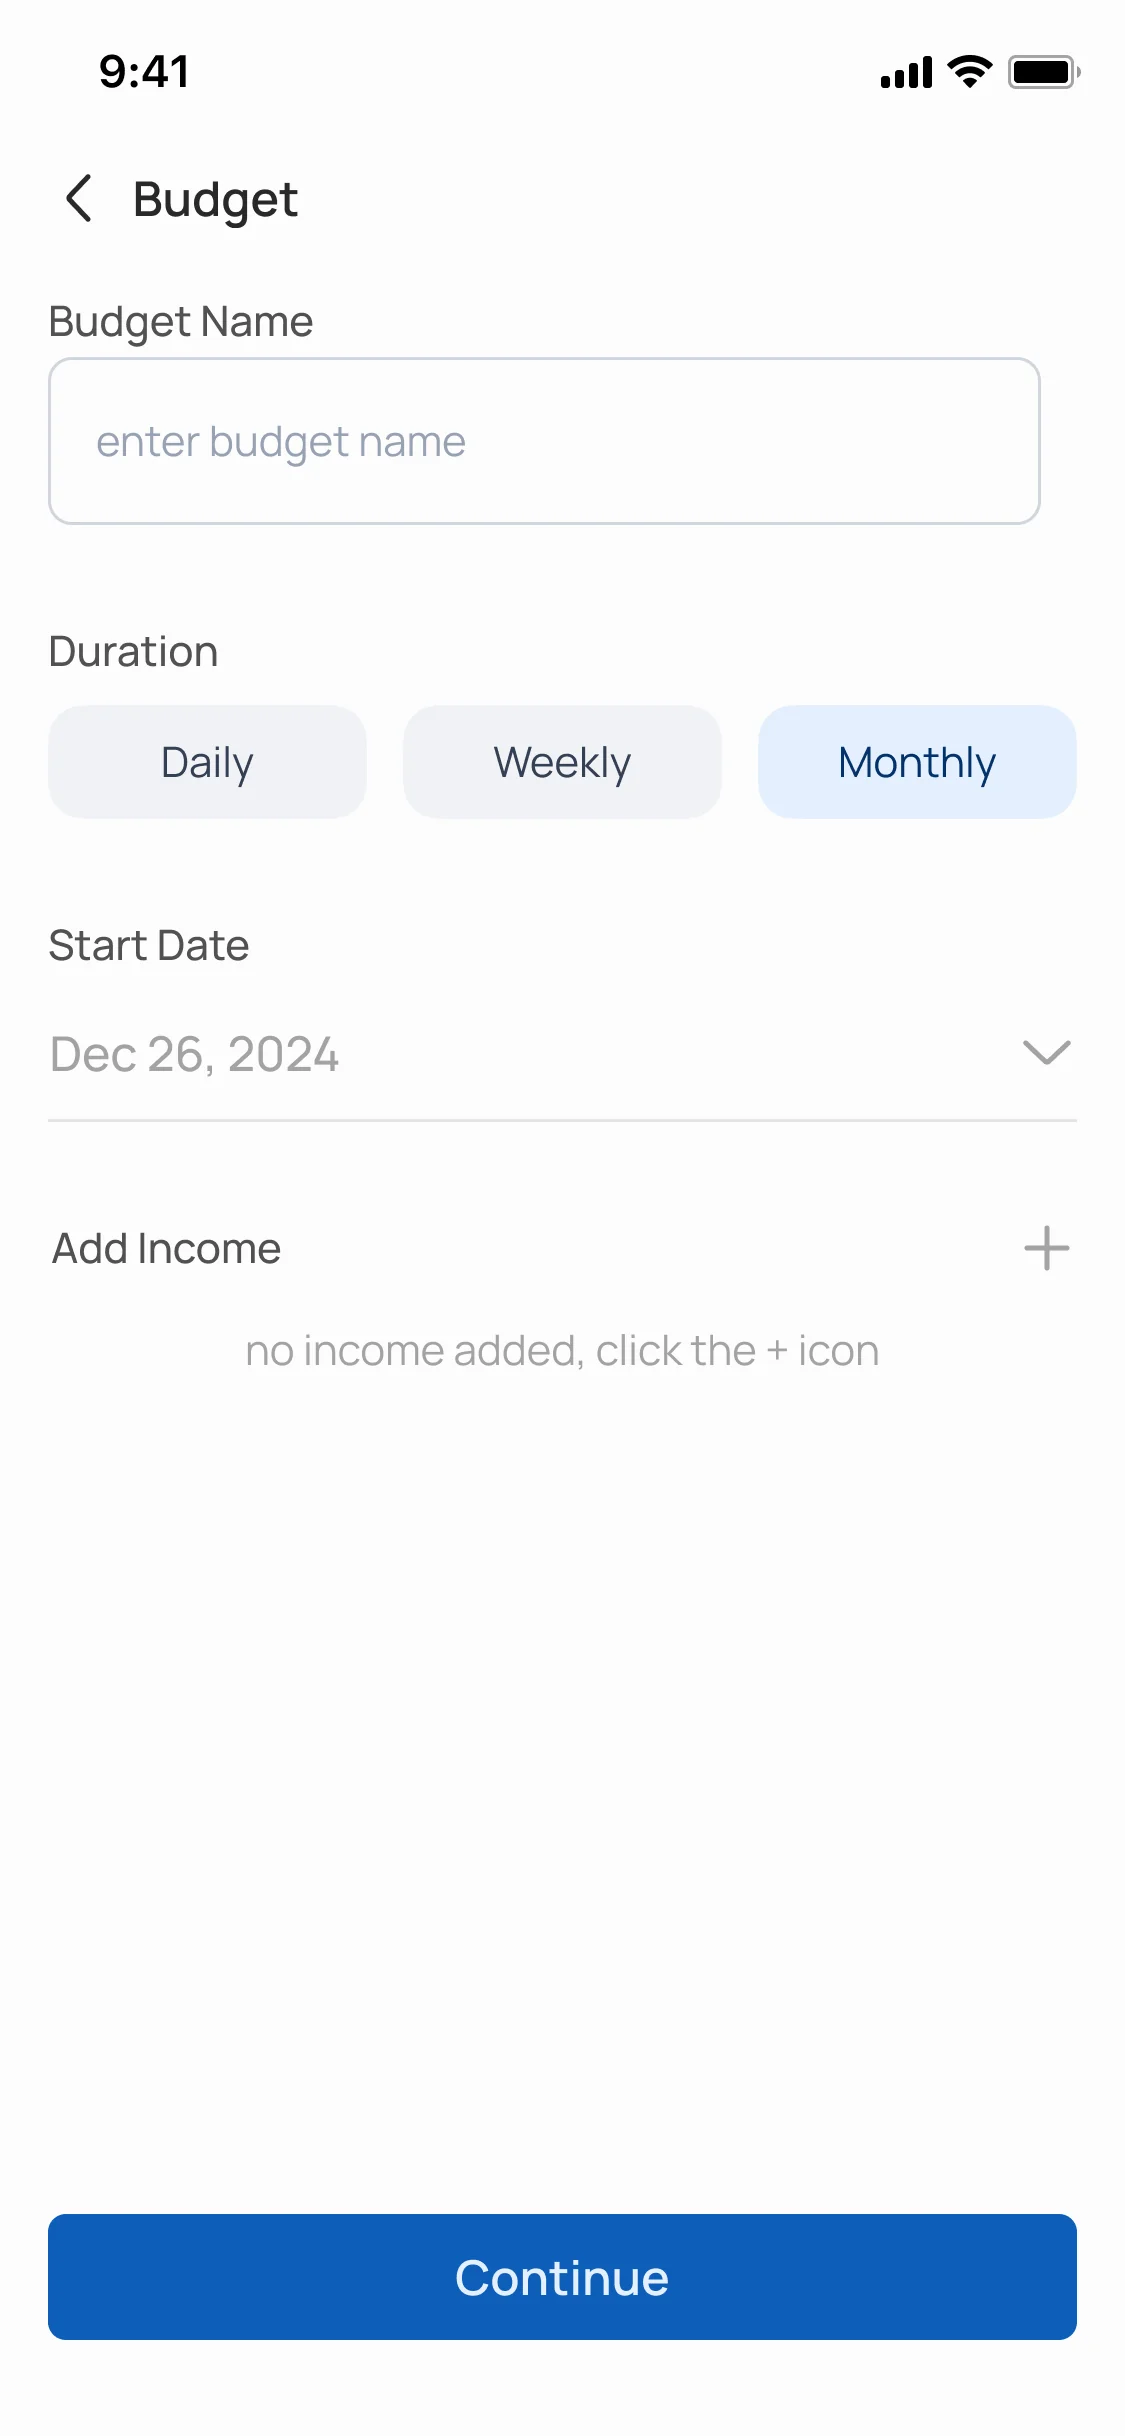 9:41
Budget
Budget Name
enter budget name
Duration
Daily Weekly Monthly
Start Date
Dec 26, 2024
Add Income
no income added, click the + icon
Continue